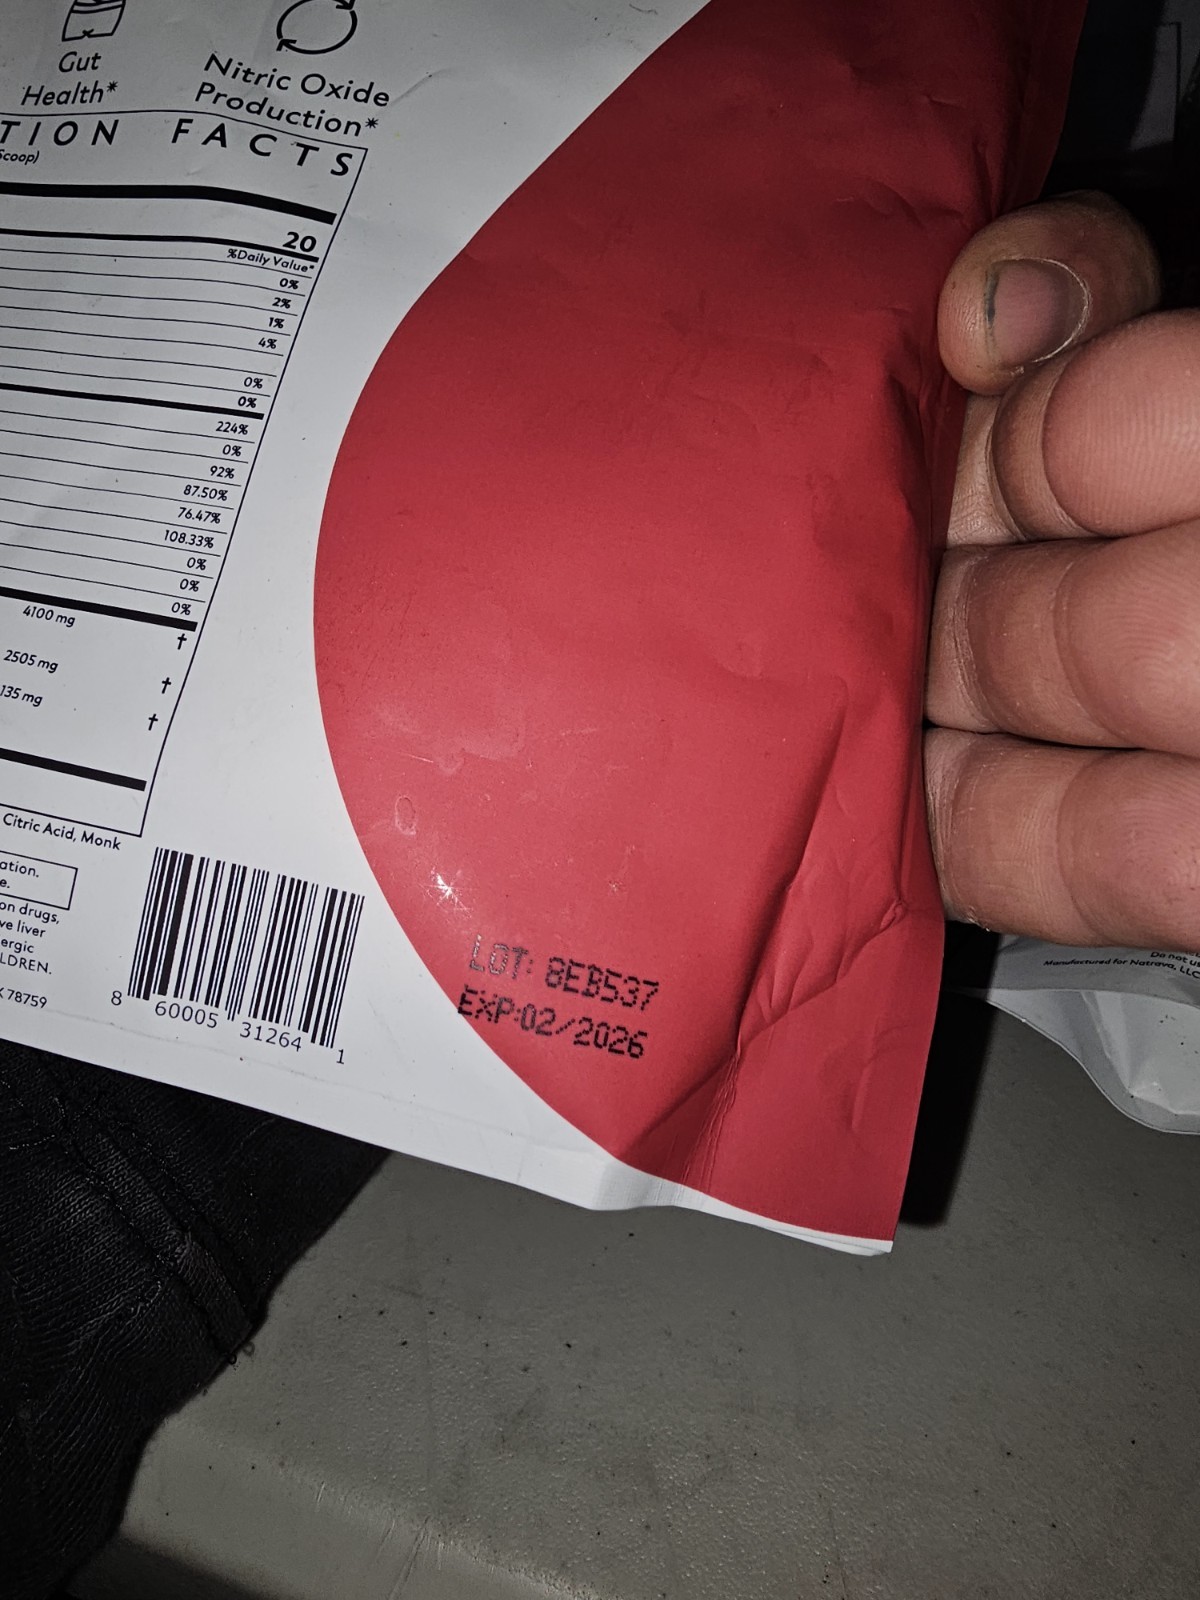 Gut
Health*
Nitric Oxide
Production*
TION FACTS
Scoop)
20
%Daily Value*
0%
2%
1%
4%
0%
0%
224%
0%
92%
87.50%
76.47%
108.33%
0%
0%
0%
4100 mg †
2505 mg †
135 mg †
Citric Acid, Monk
ation.
e.
on drugs,
ve liver
ergic
LDREN.
78759
8 60005 31264 1
LOT: 8EB537
EXP:02/2026
Do not us
Manufactured for Natrava, LLC